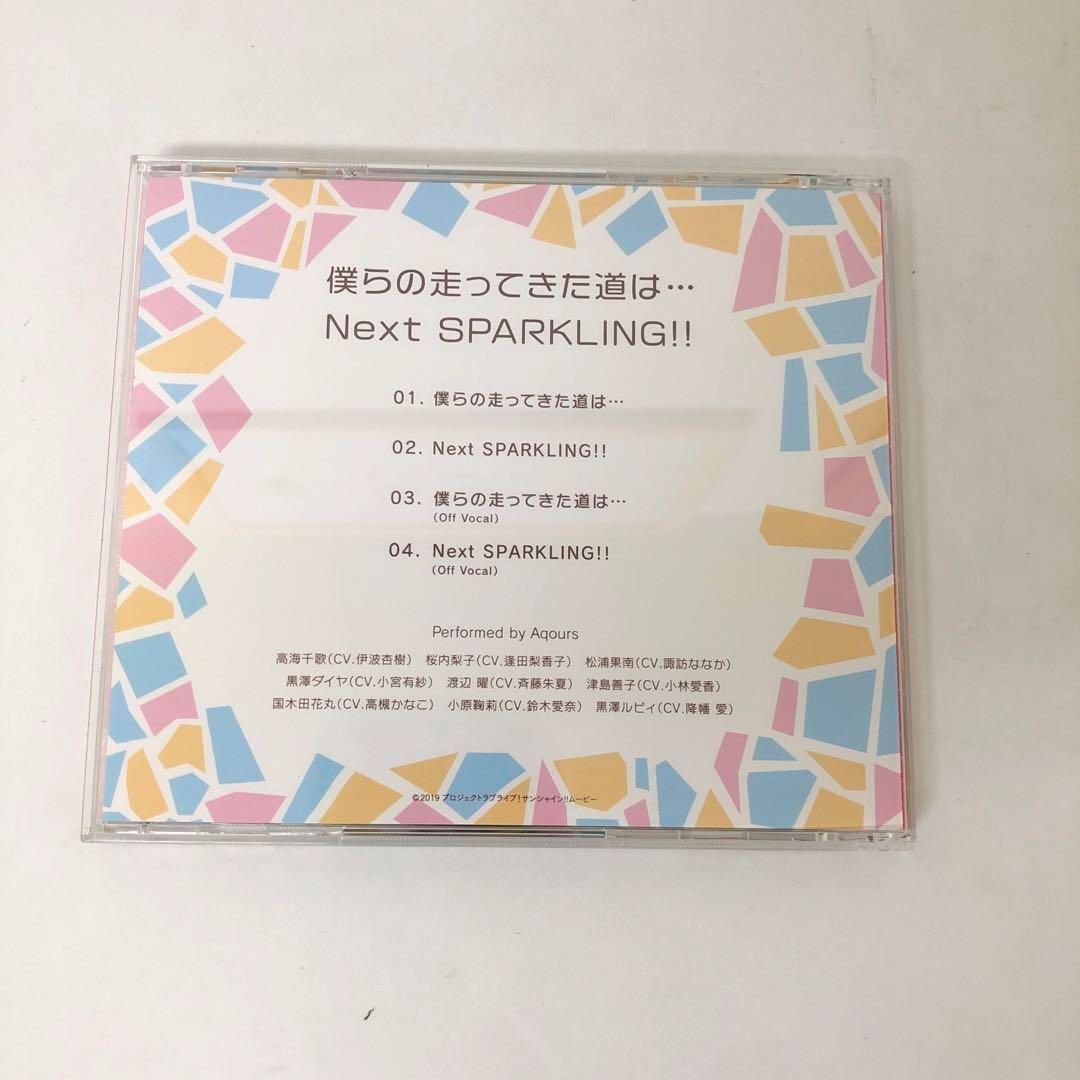 僕らの走ってきた道は…
Next SPARKLING!!
01. 僕らの走ってきた道は…
02. Next SPARKLING!!
03. 僕らの走ってきた道は…
(Off Vocal)
04. Next SPARKLING!!
(Off Vocal)
Performed by Aqours
高海千歌(CV.伊波杏樹) 桜内梨子(CV.逢田梨香子) 松浦果南(CV.諏訪ななか)
黒澤ダイヤ(CV.小宮有紗) 渡辺 曜(CV.斉藤朱夏) 津島善子(CV.小林愛香)
国木田花丸(CV.高槻かなこ) 小原鞠莉(CV.鈴木愛奈) 黒澤ルビィ(CV.降幡 愛)
©2019 プロジェクトラブライブ!サンシャイン!!ムービー